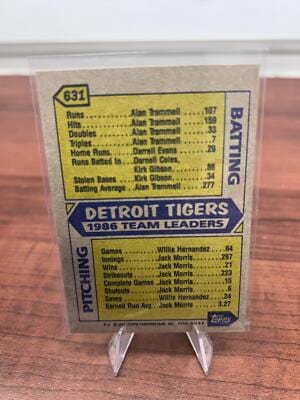 631
BATTING
Runs Alan Trammell 107
Hits Alan Trammell 159
Doubles Alan Trammell 33
Triples Alan Trammell 7
Home Runs Darrell Evans 29
Runs Batted In Darnell Coles,
Kirk Gibson 86
Stolen Bases Kirk Gibson 34
Batting Average Alan Trammell .277
DETROIT TIGERS
1986 TEAM LEADERS
PITCHING
Games Willie Hernandez 64
Innings Jack Morris 267
Wins Jack Morris 21
Strikeouts Jack Morris 223
Complete Games Jack Morris 15
Shutouts Jack Morris 6
Saves Willie Hernandez 24
Earned Run Avg Jack Morris 3.27
Topps